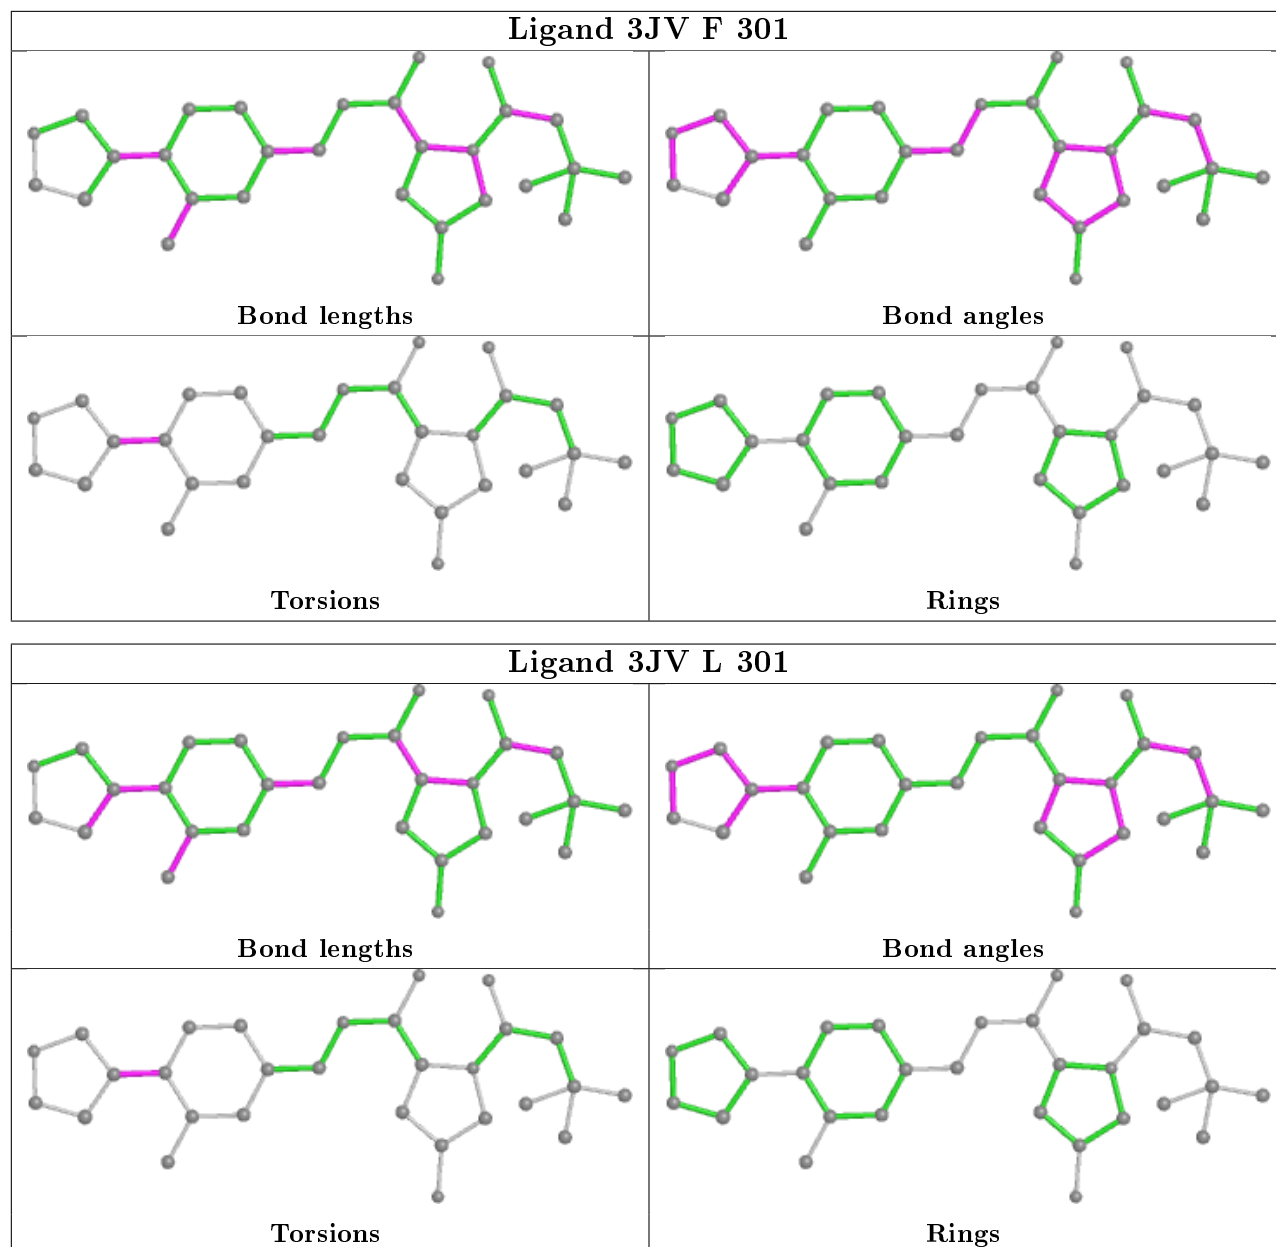 Ligand 3JV F 301
Bond lengths
Bond angles
Torsions
Rings
Ligand 3JV L 301
Bond lengths
Bond angles
Torsions
Rings